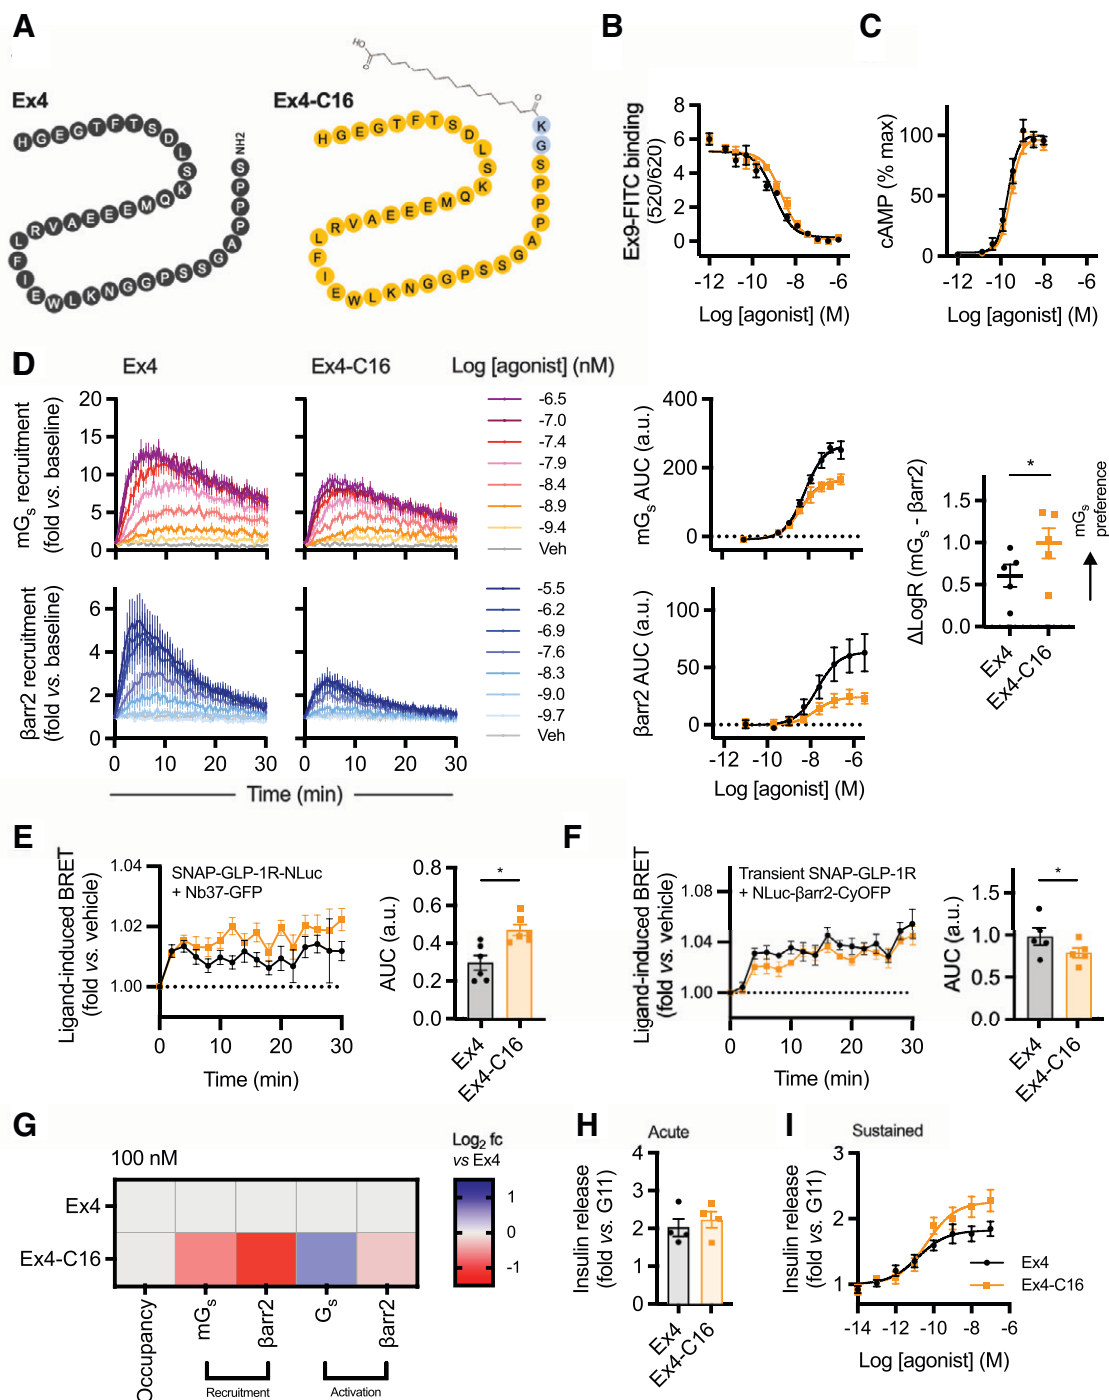 A
B
C
Ex4
Ex4-C16
HO
O
O
H G E G T F T S D L S K Q M E E E A V R L F I E W L K N G G P S S G A P P P S NH2
H G E G T F T S D L S K Q M E E E A V R L F I E W L K N G G P S S G A P P P S G K
Ex9-FITC binding
(520/620)
8
6
4
2
0
-12 -10 -8 -6
Log [agonist] (M)
cAMP (% max)
100
50
0
-12 -10 -8 -6
Log [agonist] (M)
D
Ex4
Ex4-C16
Log [agonist] (nM)
mGs recruitment
(fold vs. baseline)
20
15
10
5
0
-6.5
-7.0
-7.4
-7.9
-8.4
-8.9
-9.4
Veh
βarr2 recruitment
(fold vs. baseline)
6
4
2
0
0 10 20 30
0 10 20 30
Time (min)
-5.5
-6.2
-6.9
-7.6
-8.3
-9.0
-9.7
Veh
mGs AUC (a.u.)
400
200
0
βarr2 AUC (a.u.)
100
50
0
-12 -10 -8 -6
Log [agonist] (M)
ΔLogR (mGs - βarr2)
1.5
1.0
0.5
0.0
*
mGs
preference
Ex4
Ex4-C16
E
Ligand-induced BRET
(fold vs. vehicle)
1.04
1.02
1.00
SNAP-GLP-1R-NLuc
+ Nb37-GFP
0 10 20 30
Time (min)
AUC (a.u.)
0.8
0.6
0.4
0.2
0.0
*
Ex4
Ex4-C16
F
Ligand-induced BRET
(fold vs. vehicle)
1.08
1.04
1.00
Transient SNAP-GLP-1R
+ NLuc-βarr2-CyOFP
0 10 20 30
Time (min)
AUC (a.u.)
1.5
1.0
0.5
0.0
*
Ex4
Ex4-C16
G
100 nM
Ex4
Ex4-C16
Occupancy
mGs
βarr2
Gs
βarr2
Recruitment
Activation
Log2 fc
vs Ex4
1
0
-1
H
Acute
Insulin release
(fold vs. G11)
4
3
2
1
0
Ex4
Ex4-C16
I
Sustained
Insulin release
(fold vs. G11)
3
2
1
Ex4
Ex4-C16
-14 -12 -10 -8 -6
Log [agonist] (M)